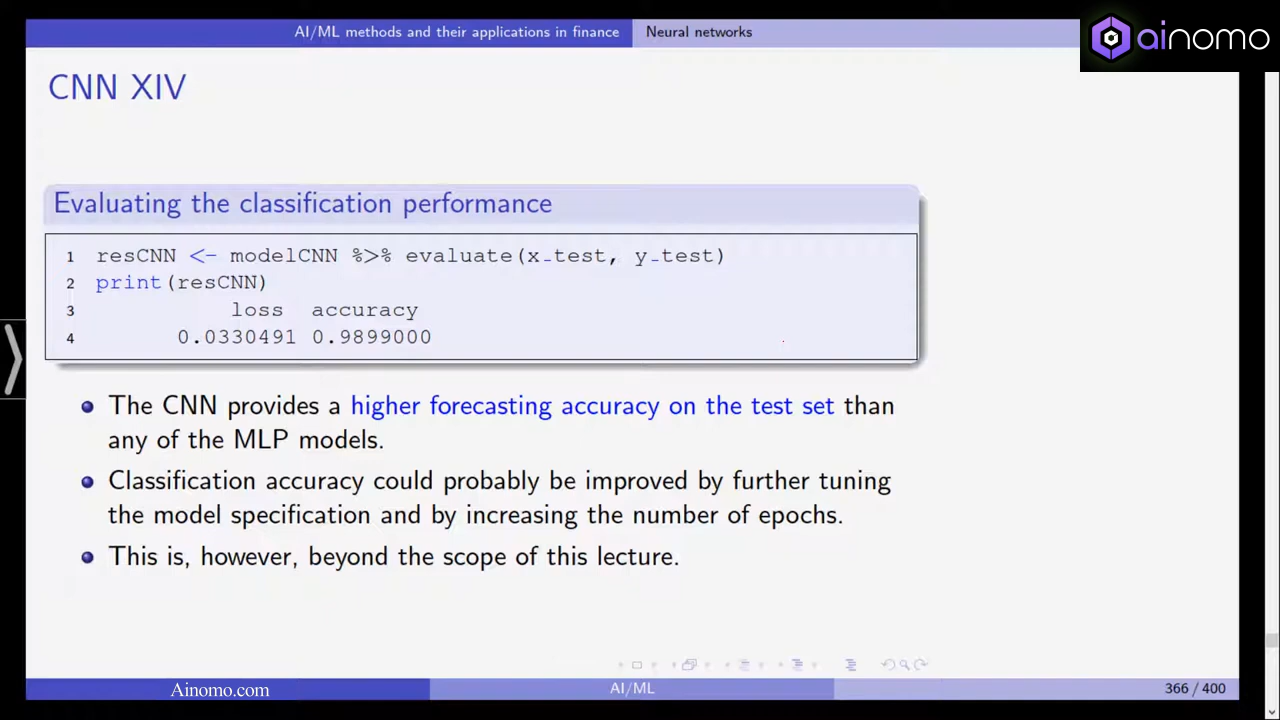 AI/ML methods and their applications in finance Neural networks
ainomo
CNN XIV
Evaluating the classification performance
1 resCNN <- modelCNN %>% evaluate(x_test, y_test)
2 print(resCNN)
3 loss accuracy
4 0.0330491 0.9899000
The CNN provides a higher forecasting accuracy on the test set than
any of the MLP models.
Classification accuracy could probably be improved by further tuning
the model specification and by increasing the number of epochs.
This is, however, beyond the scope of this lecture.
Ainomo.com AI/ML 366 / 400